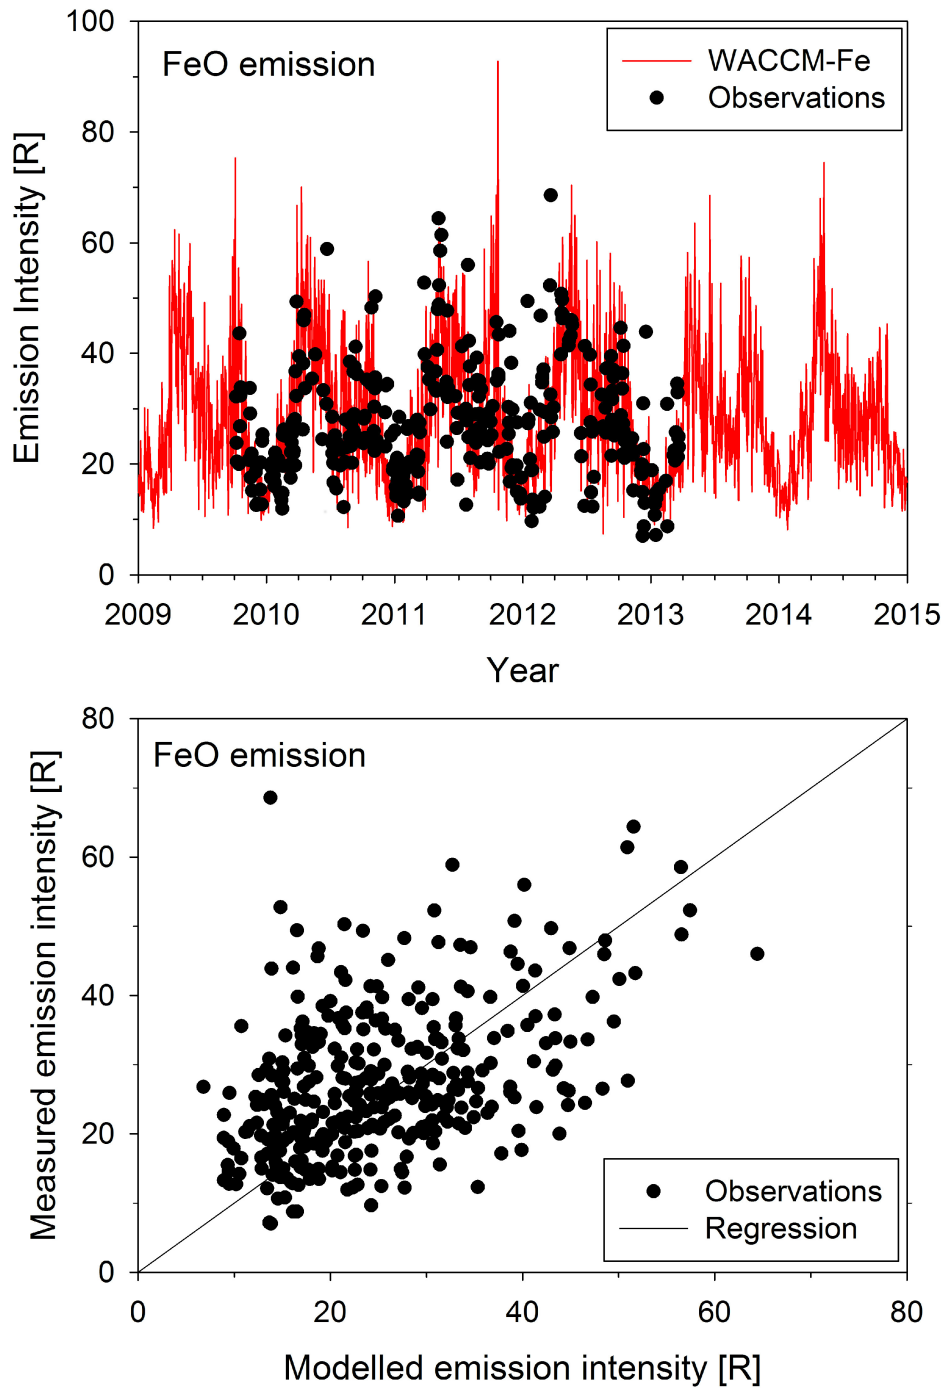 FeO emission
WACCM-Fe
Observations
Emission Intensity [R]
100
80
60
40
20
0
2009 2010 2011 2012 2013 2014 2015
Year
FeO emission
Measured emission intensity [R]
80
60
40
20
0
Observations
Regression
0 20 40 60 80
Modelled emission intensity [R]